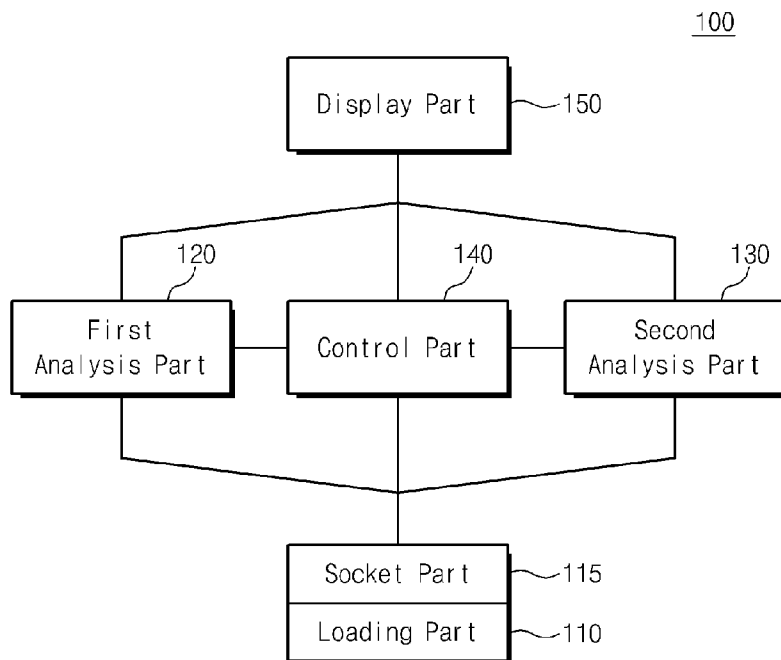 100
Display Part
150
120
140
130
First
Analysis Part
Control Part
Second
Analysis Part
Socket Part
115
Loading Part
110